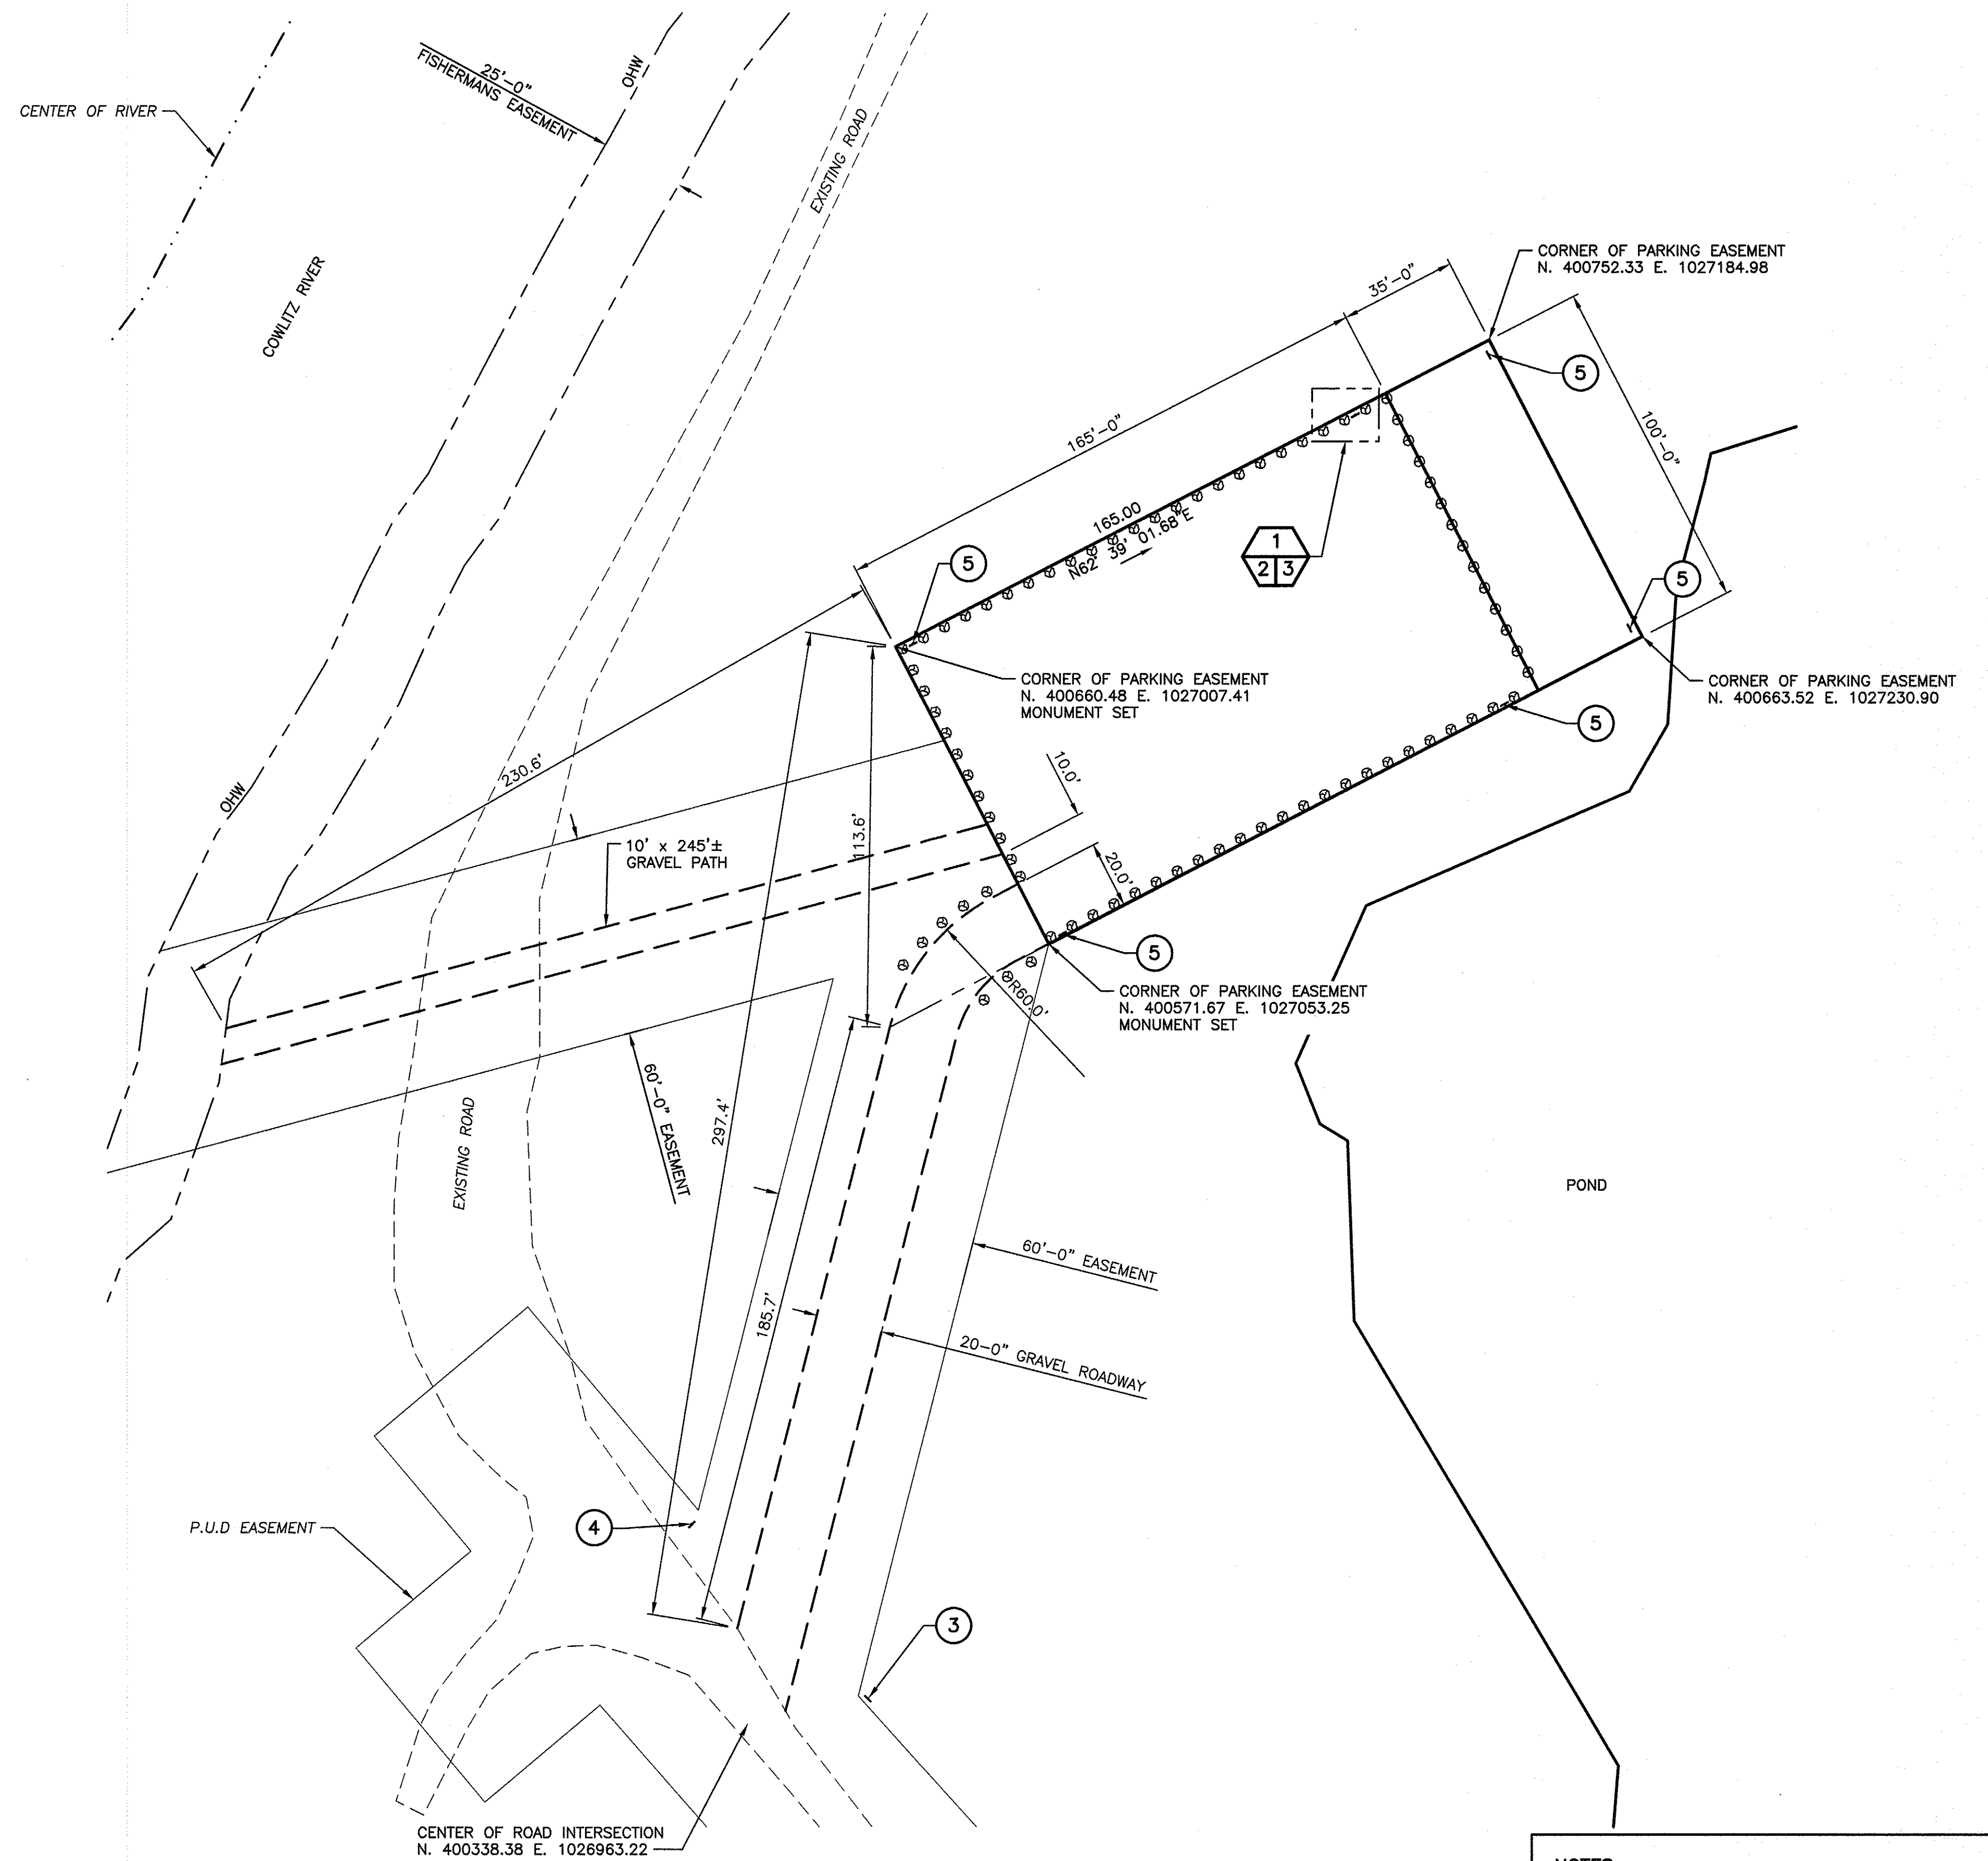 CENTER OF RIVER
25'-0"
FISHERMANS EASEMENT
OHW
EXISTING ROAD
COWLITZ RIVER
CORNER OF PARKING EASEMENT
N. 400752.33 E. 1027184.98
35'-0"
165'-0"
100'-0"
5
165.00
N62° 39' 01.68"E
1
2 3
5
5
CORNER OF PARKING EASEMENT
N. 400660.48 E. 1027007.41
MONUMENT SET
CORNER OF PARKING EASEMENT
N. 400663.52 E. 1027230.90
5
230.6'
OHW
10.0'
113.6'
10' x 245'±
GRAVEL PATH
20.0'
5
R60.0'
CORNER OF PARKING EASEMENT
N. 400571.67 E. 1027053.25
MONUMENT SET
60'-0" EASEMENT
297.4'
EXISTING ROAD
POND
60'-0" EASEMENT
185.7'
20-0" GRAVEL ROADWAY
P.U.D EASEMENT
4
3
CENTER OF ROAD INTERSECTION
N. 400338.38 E. 1026963.22